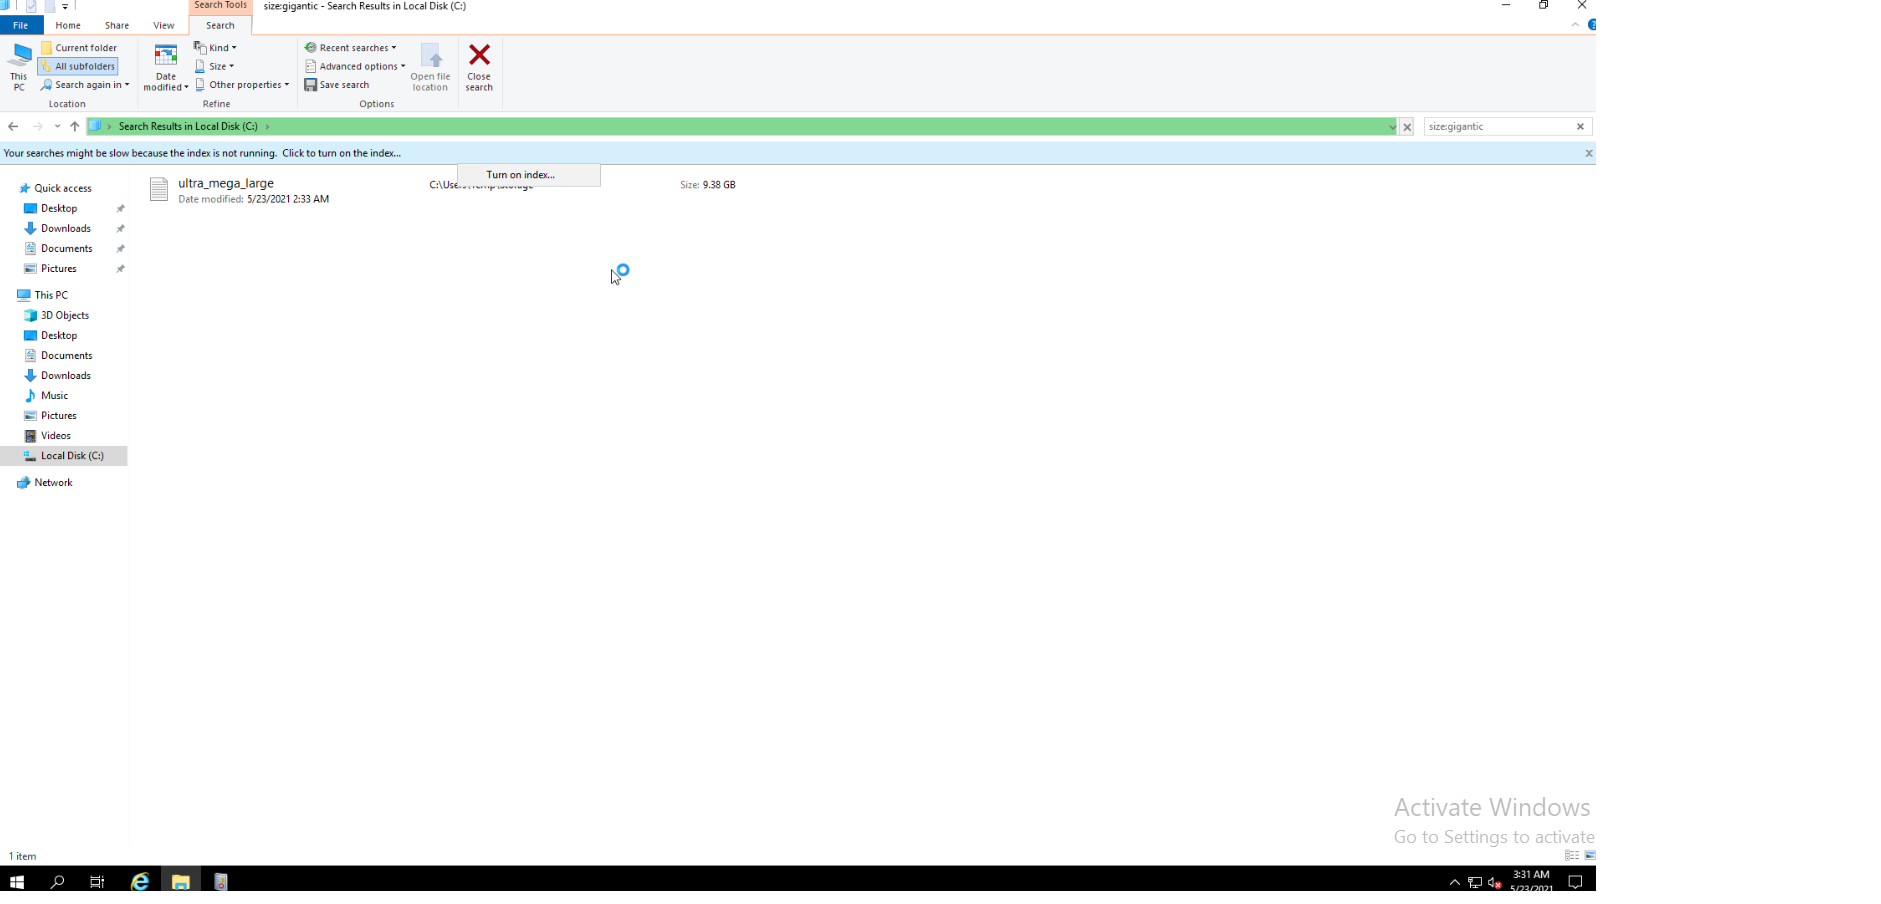 Search Tools
size:gigantic - Search Results in Local Disk (C:)
File Home Share View Search
This PC
Current folder
All subfolders
Search again in
Location
Date modified
Kind
Size
Other properties
Refine
Recent searches
Advanced options
Save search
Options
Open file location
Close search
Search Results in Local Disk (C:)
size:gigantic
Your searches might be slow because the index is not running. Click to turn on the index...
Turn on index...
ultra_mega_large
Date modified: 5/23/2021 2:33 AM
Size: 9.38 GB
Quick access
Desktop
Downloads
Documents
Pictures
This PC
3D Objects
Desktop
Documents
Downloads
Music
Pictures
Videos
Local Disk (C:)
Network
Activate Windows
Go to Settings to activate
1 item
3:31 AM
5/23/2021